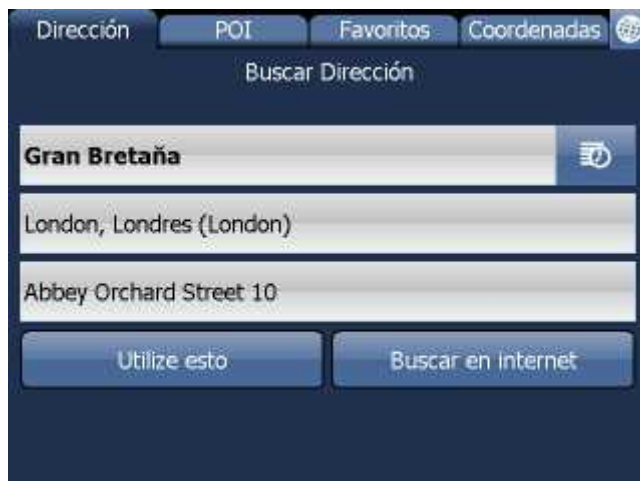 Dirección POI Favoritos Coordenadas
Buscar Dirección
Gran Bretaña
London, Londres (London)
Abbey Orchard Street 10
Utilize esto Buscar en internet